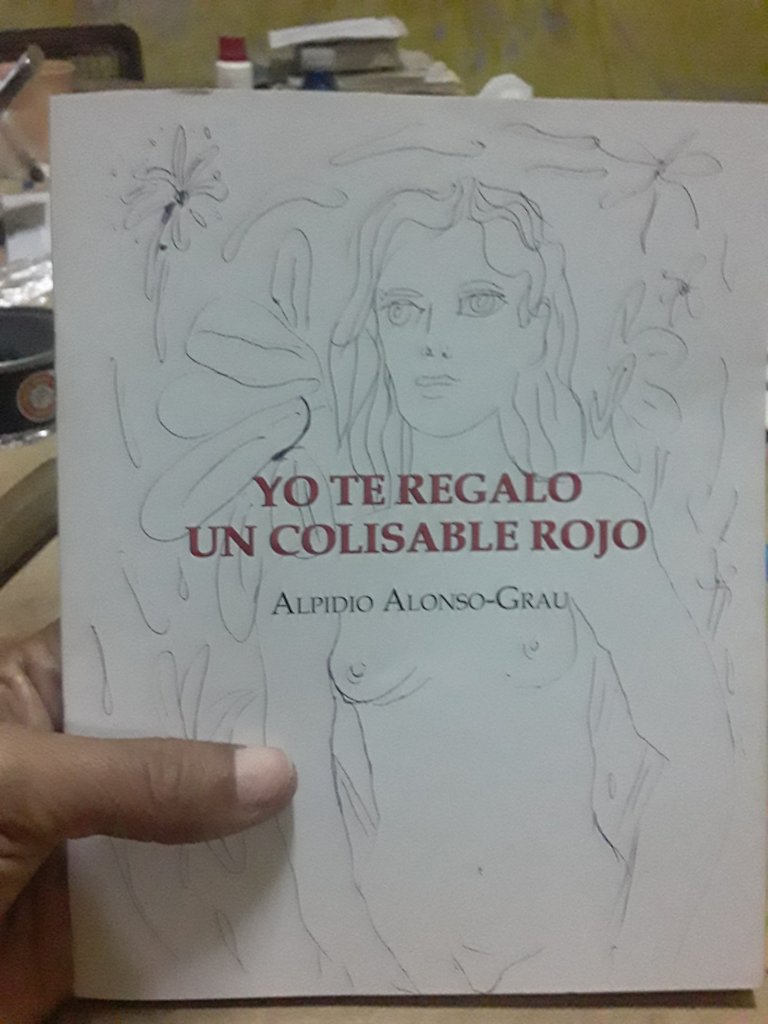 YO TE REGALO
UN COLISABLE ROJO
ALPIDIO ALONSO-GRAU